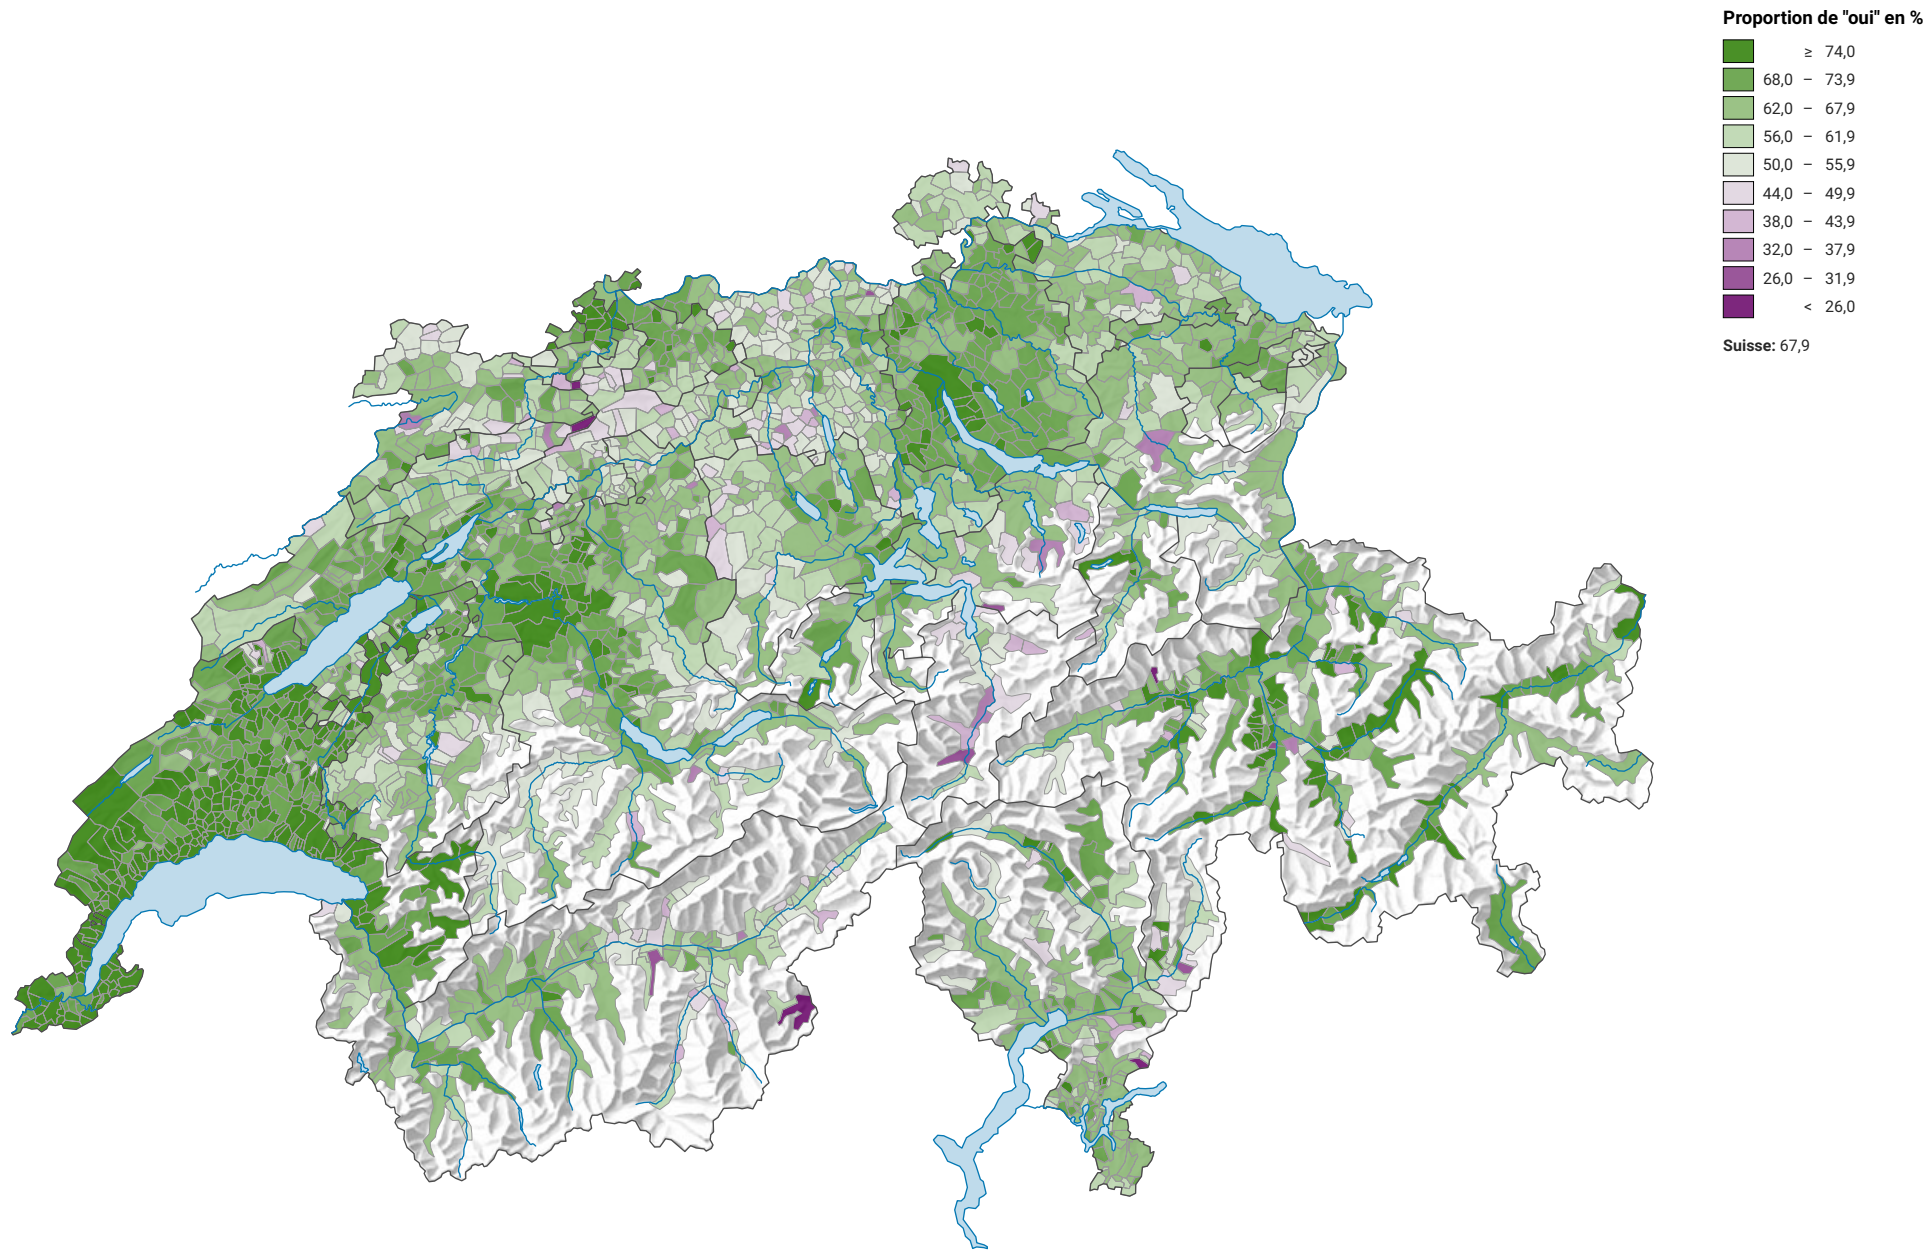 Proportion de "oui" en %
≥ 74,0
68,0 – 73,9
62,0 – 67,9
56,0 – 61,9
50,0 – 55,9
44,0 – 49,9
38,0 – 43,9
32,0 – 37,9
26,0 – 31,9
< 26,0
Suisse: 67,9